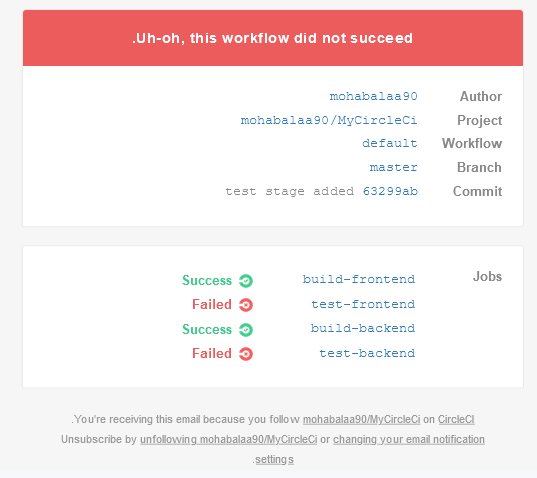 .Uh-oh, this workflow did not succeed
mohabalaa90 Author
mohabalaa90/MyCircleCi Project
default Workflow
master Branch
test stage added 63299ab Commit
Success build-frontend Jobs
Failed test-frontend
Success build-backend
Failed test-backend
.You're receiving this email because you follow mohabalaa90/MyCircleCi on CircleCI
Unsubscribe by unfollowing mohabalaa90/MyCircleCi or changing your email notification
.settings